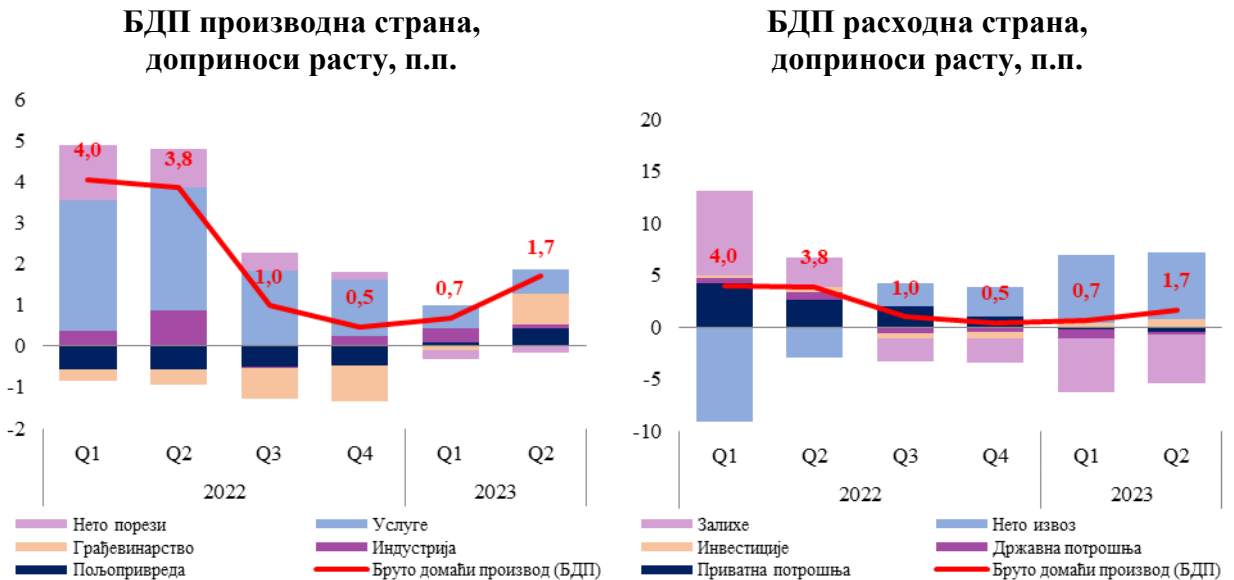 БДП производна страна,
доприноси расту, п.п.
6
5
4
3
2
1
0
-1
-2
4,0
3,8
1,0
0,5
0,7
1,7
Q1 Q2 Q3 Q4 Q1 Q2
2022 2023
Нето порези Услуге
Грађевинарство Индустрија
Пољопривреда Бруто домаћи производ (БДП)
БДП расходна страна,
доприноси расту, п.п.
20
15
10
5
0
-5
-10
4,0
3,8
1,0
0,5
0,7
1,7
Q1 Q2 Q3 Q4 Q1 Q2
2022 2023
Залихе Нето извоз
Инвестиције Државна потрошња
Приватна потрошња Бруто домаћи производ (БДП)